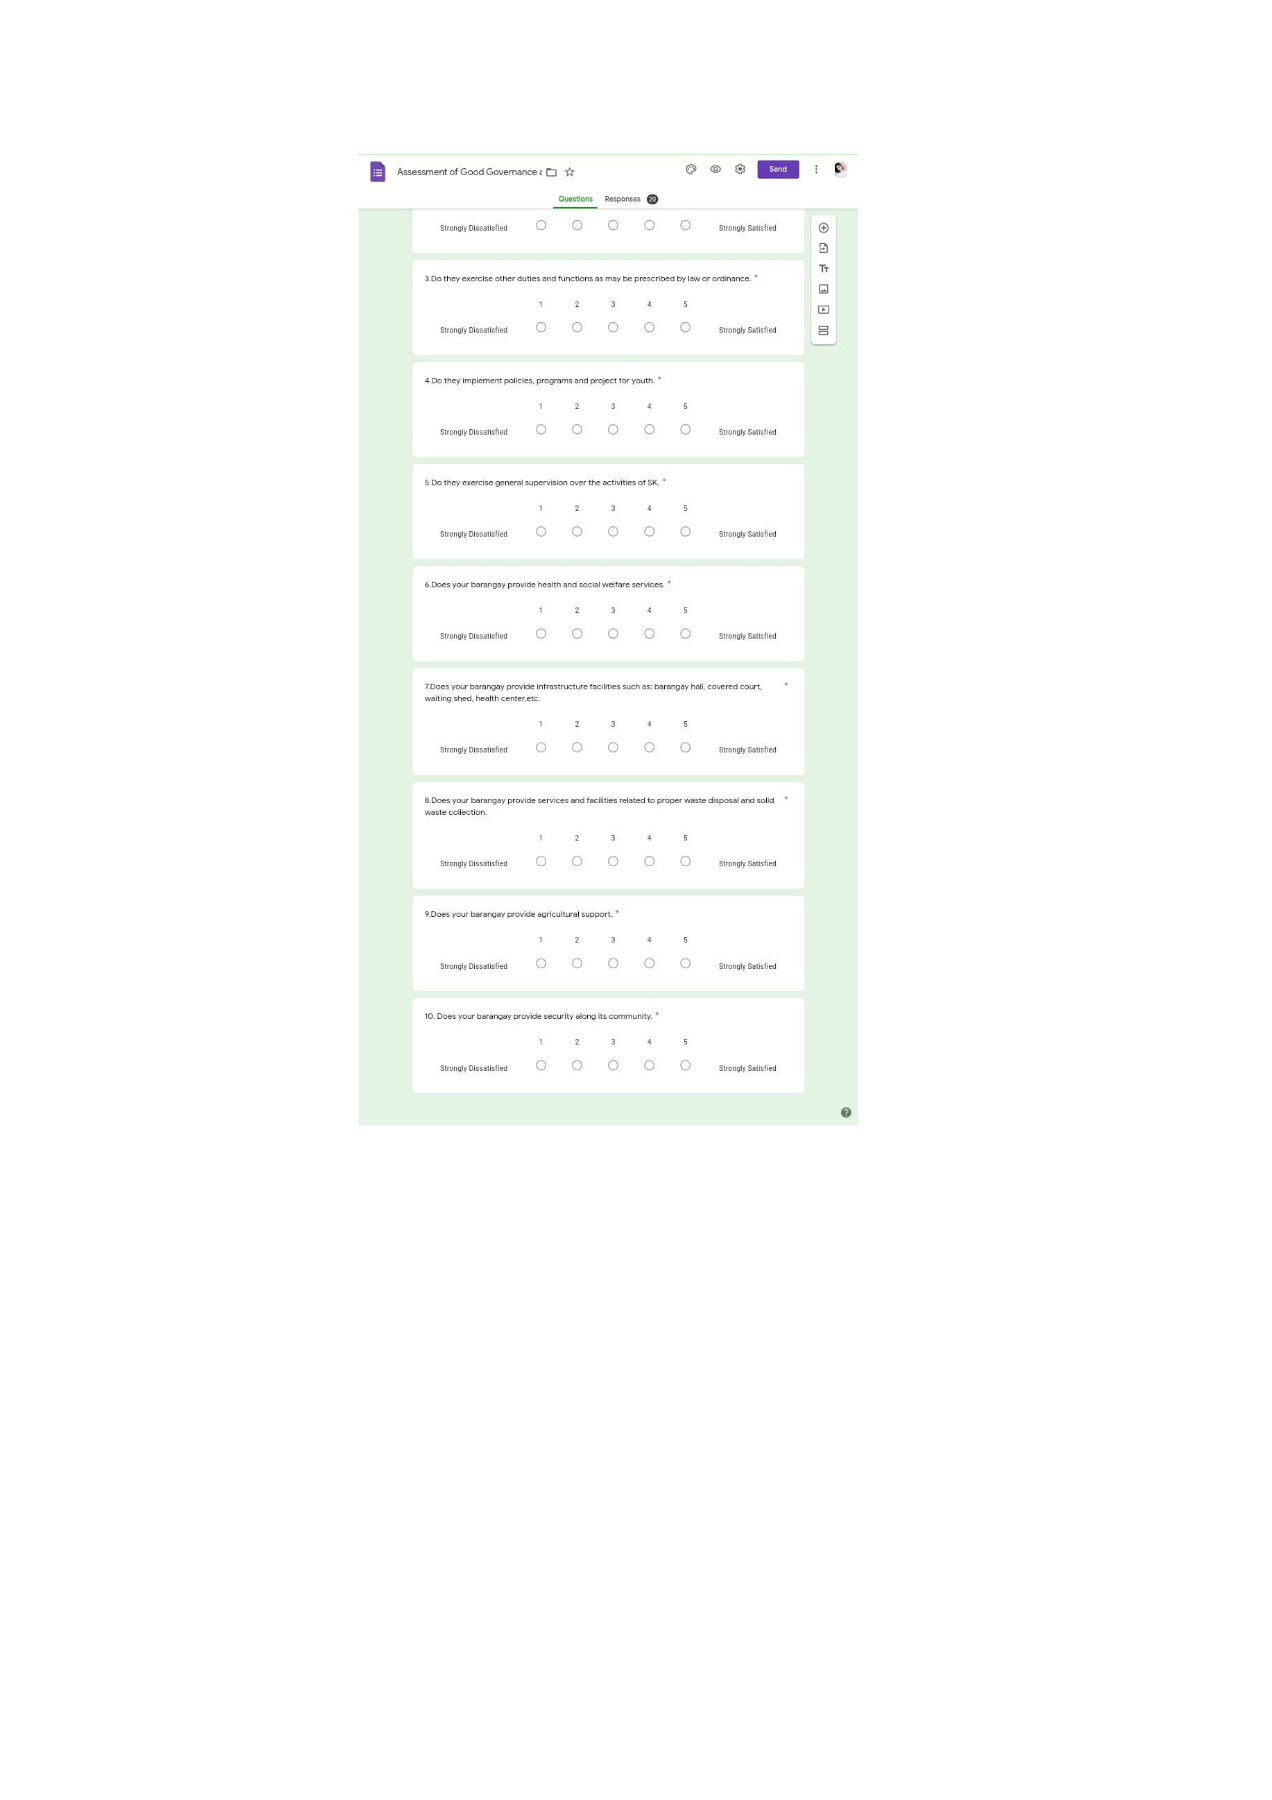 Assessment of Good Governance
Send
Questions Responses 20
Strongly Dissatisfied Strongly Satisfied
3.Do they exercise other duties and functions as may be prescribed by law or ordinance. *
1 2 3 4 5
Strongly Dissatisfied Strongly Satisfied
4.Do they implement policies, programs and project for youth. *
1 2 3 4 5
Strongly Dissatisfied Strongly Satisfied
5.Do they exercise general supervision over the activities of SK. *
1 2 3 4 5
Strongly Dissatisfied Strongly Satisfied
6.Does your barangay provide health and social welfare services. *
1 2 3 4 5
Strongly Dissatisfied Strongly Satisfied
7.Does your barangay provide infrastructure facilities such as: barangay hall, covered court, *
waiting shed, health center,etc.
1 2 3 4 5
Strongly Dissatisfied Strongly Satisfied
8.Does your barangay provide services and facilities related to proper waste disposal and solid *
waste collection.
1 2 3 4 5
Strongly Dissatisfied Strongly Satisfied
9.Does your barangay provide agricultural support. *
1 2 3 4 5
Strongly Dissatisfied Strongly Satisfied
10. Does your barangay provide security along its community. *
1 2 3 4 5
Strongly Dissatisfied Strongly Satisfied